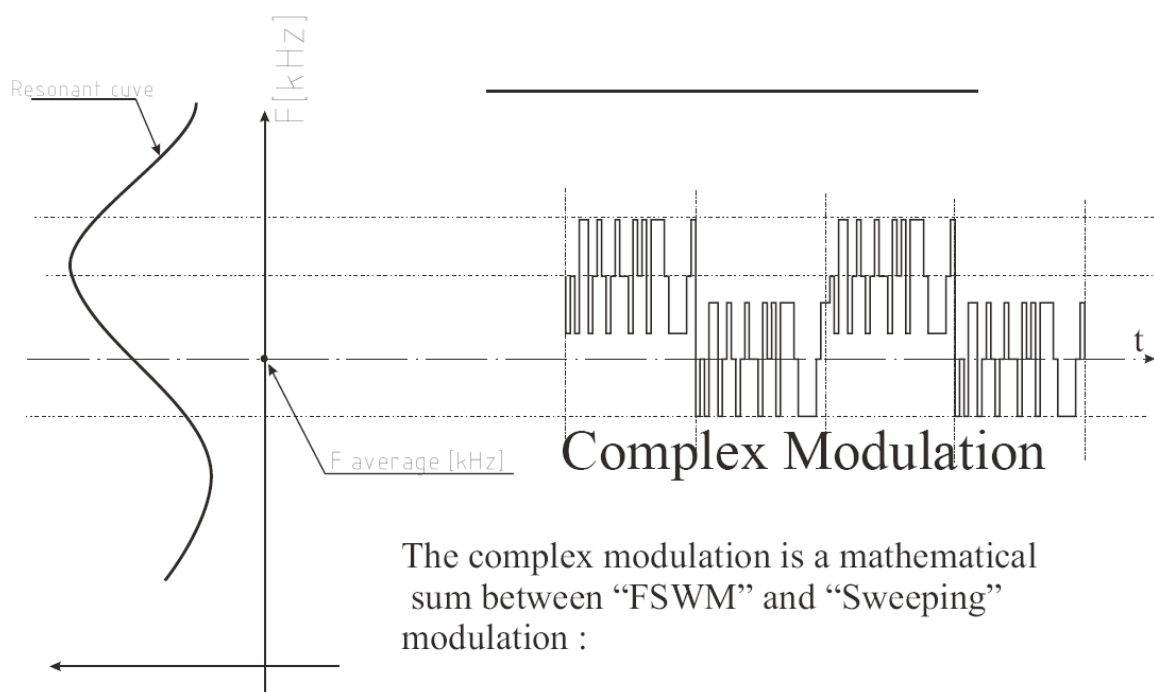 F[kHz]
Resonant cuve
t
F average [kHz]
Complex Modulation
The complex modulation is a mathematical
sum between “FSWM” and “Sweeping”
modulation :